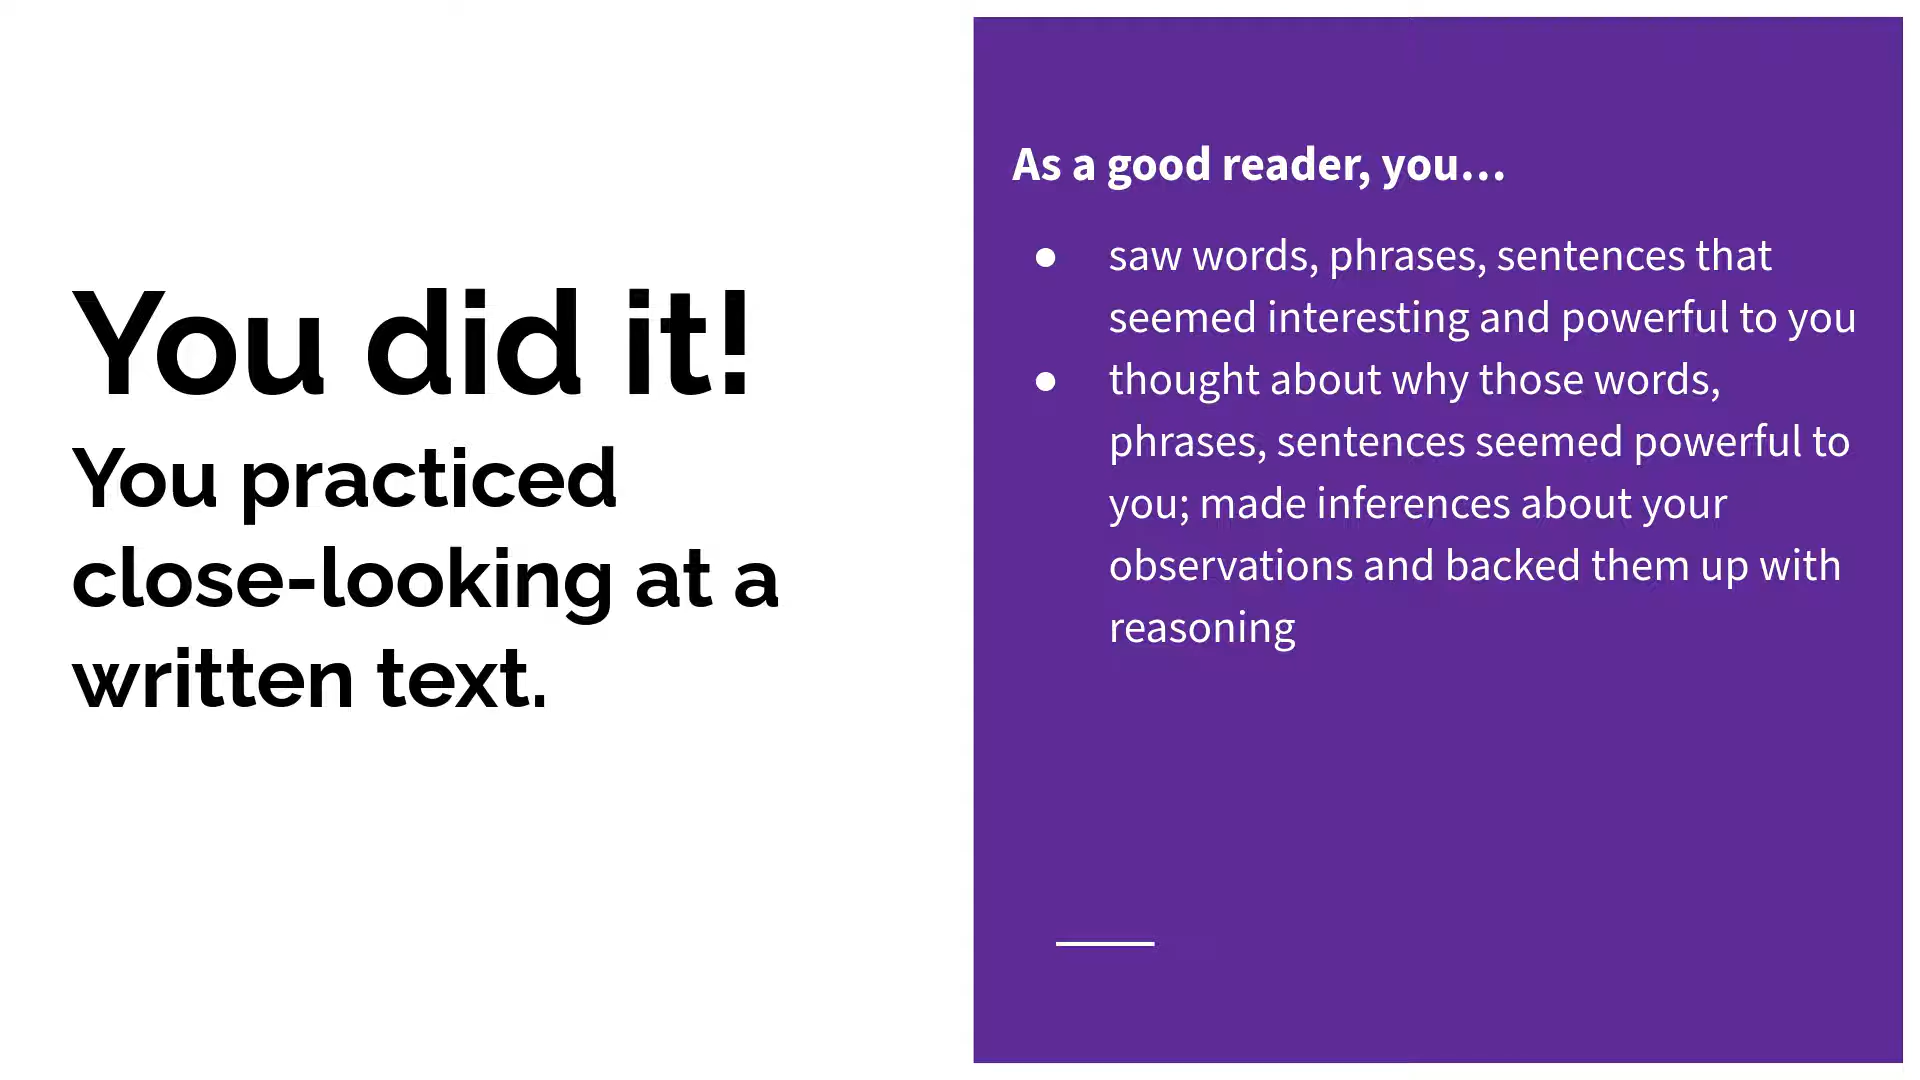 You did it!
You practiced
close-looking at a
written text.
As a good reader, you...
● saw words, phrases, sentences that
seemed interesting and powerful to you
● thought about why those words,
phrases, sentences seemed powerful to
you; made inferences about your
observations and backed them up with
reasoning